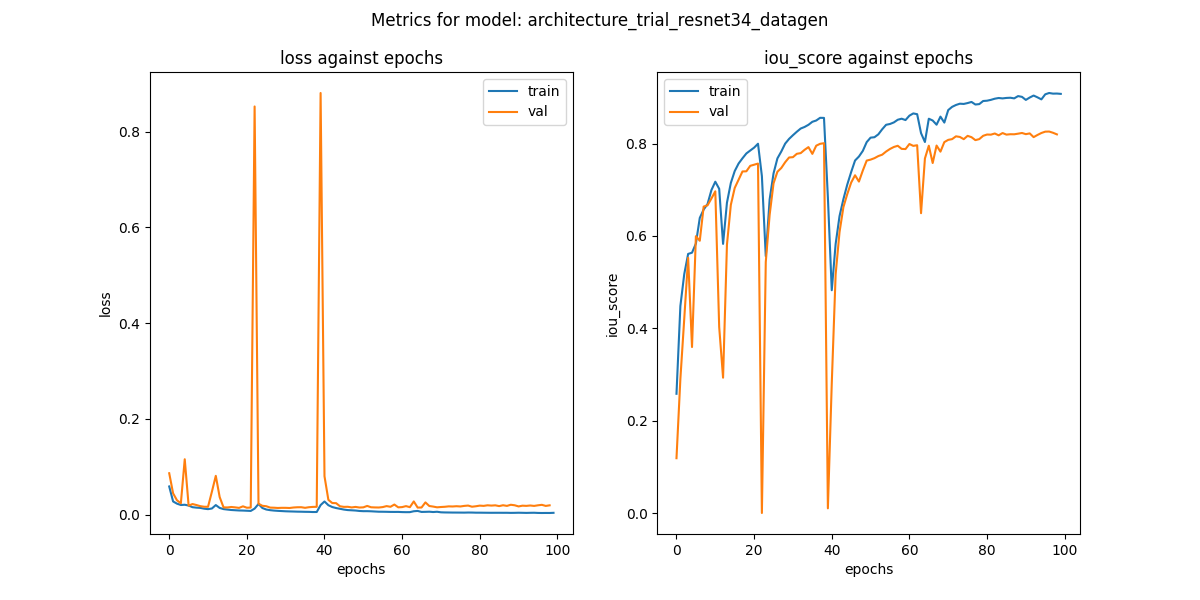 Metrics for model: architecture_trial_resnet34_datagen
loss against epochs
train
val
0.8
0.6
0.4
0.2
0.0
loss
0 20 40 60 80 100
epochs
iou_score against epochs
train
val
0.8
0.6
0.4
0.2
0.0
iou_score
0 20 40 60 80 100
epochs